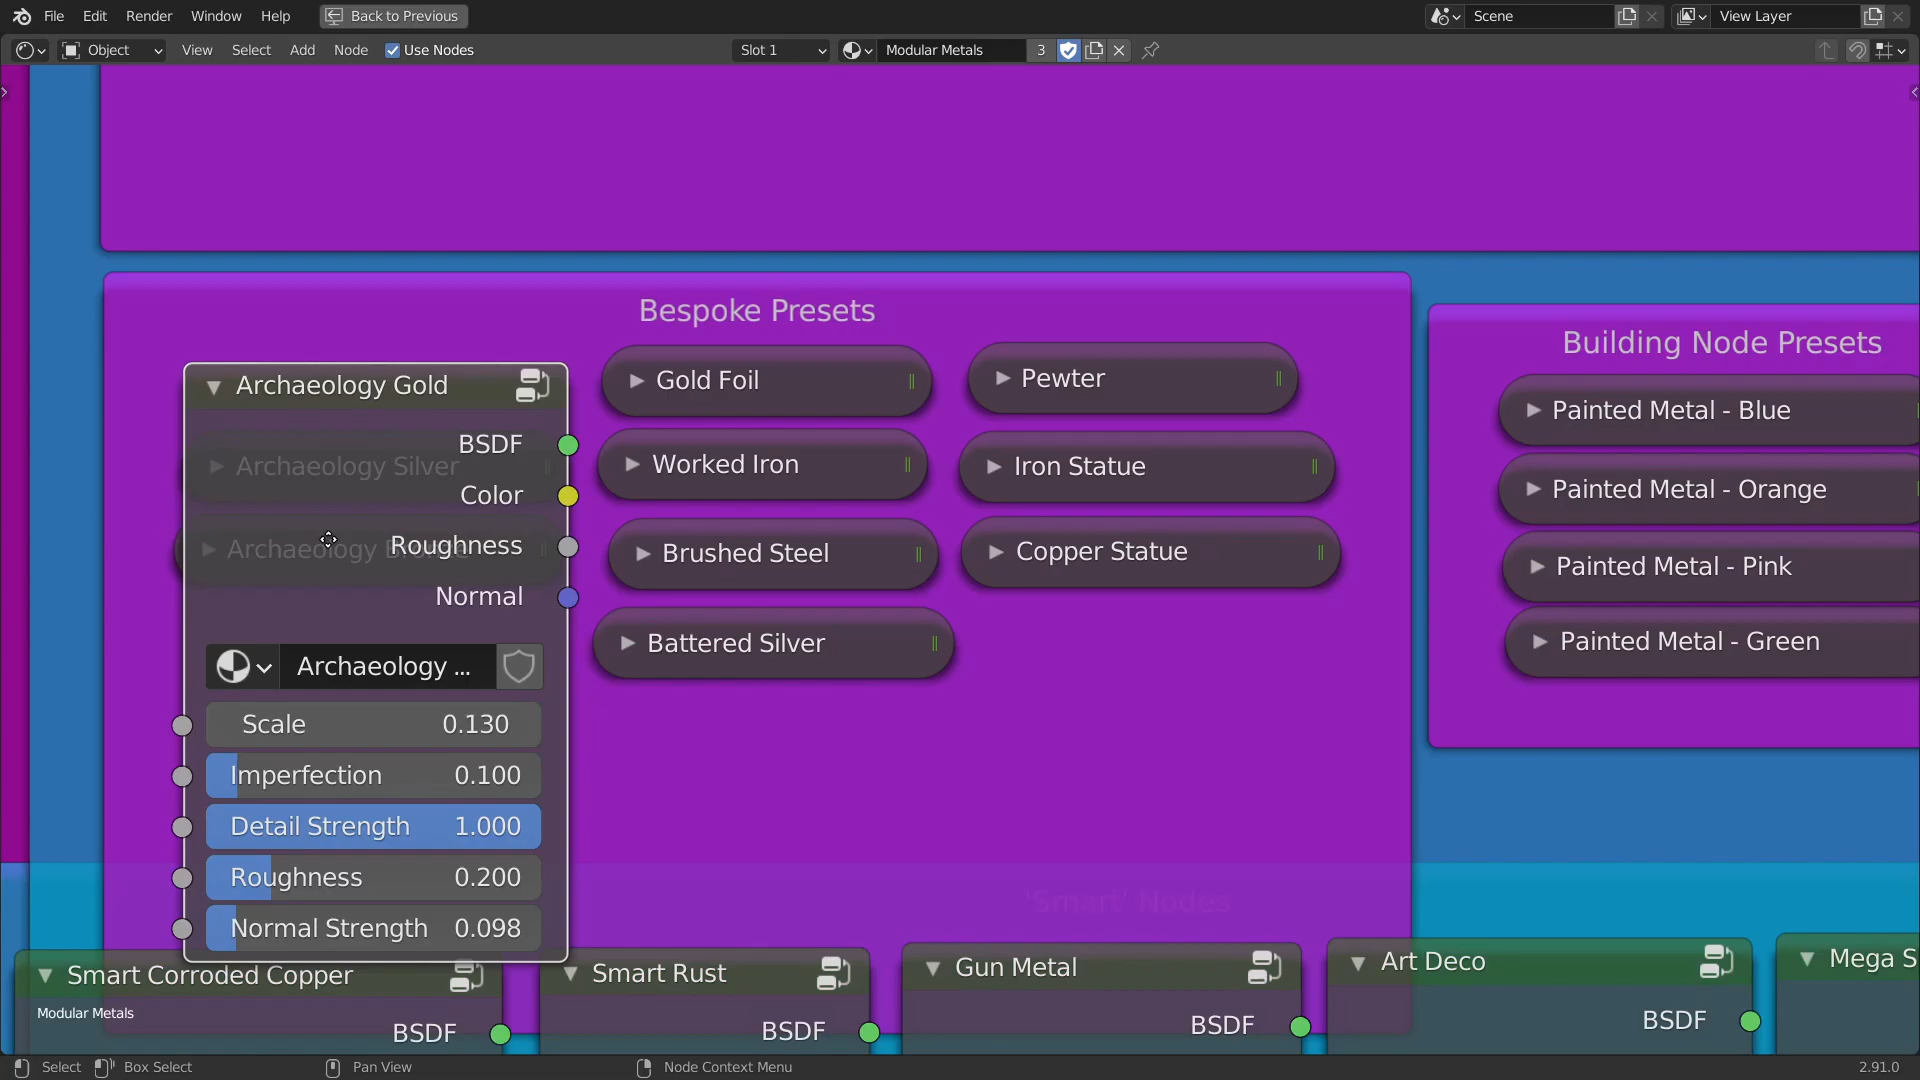 File Edit Render Window Help Back to Previous Scene View Layer
Object View Select Add Node Use Nodes Slot 1 Modular Metals 3
Bespoke Presets
Building Node Presets
Archaeology Gold
Gold Foil
Pewter
Painted Metal - Blue
BSDF
Archaeology Silver
Worked Iron
Iron Statue
Color
Painted Metal - Orange
Archaeology
Roughness
Brushed Steel
Copper Statue
Painted Metal - Pink
Normal
Battered Silver
Painted Metal - Green
Archaeology ...
Scale 0.130
Imperfection 0.100
Detail Strength 1.000
Roughness 0.200
'Smart' Nodes
Normal Strength 0.098
Smart Corroded Copper
Smart Rust
Gun Metal
Art Deco
Mega S
Modular Metals
BSDF
BSDF
BSDF
BSDF
Select Box Select Pan View Node Context Menu 2.91.0